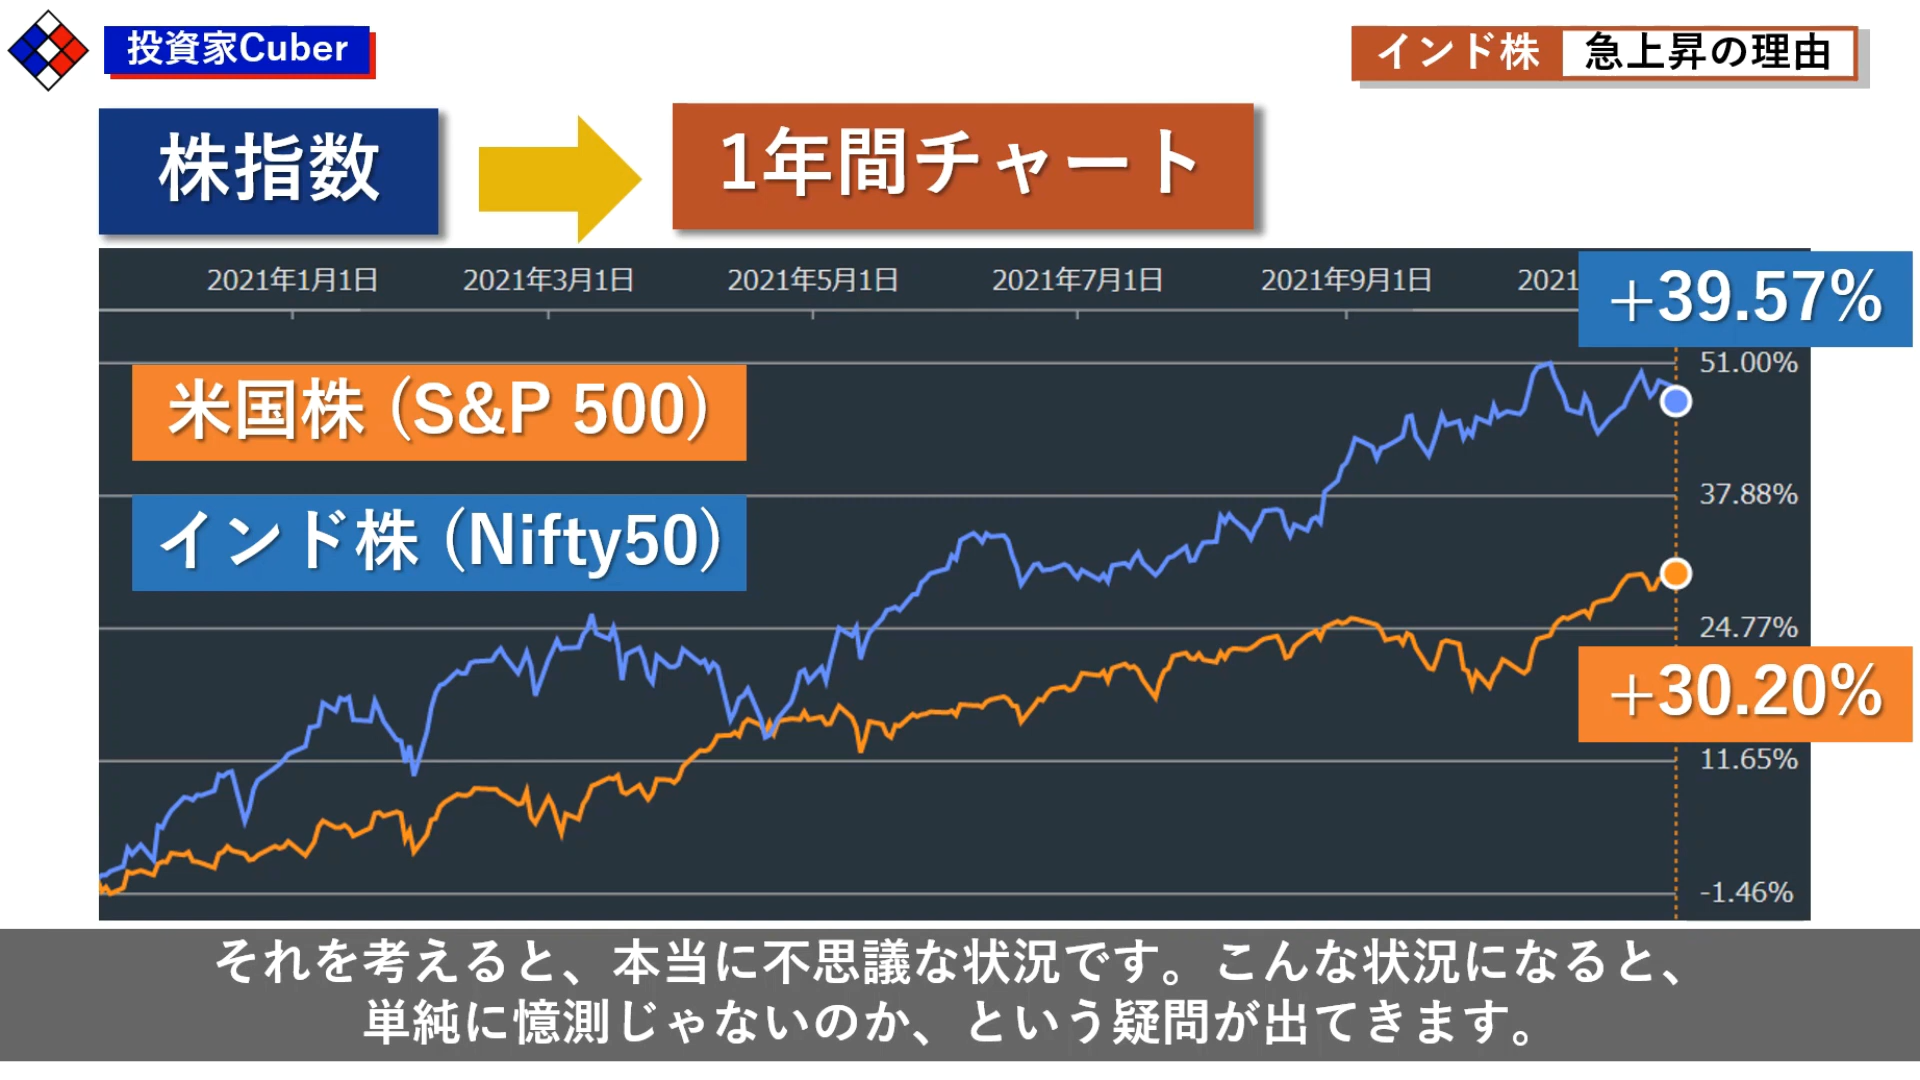 投資家Cuber
インド株 急上昇の理由
株指数
1年間チャート
2021年1月1日 2021年3月1日 2021年5月1日 2021年7月1日 2021年9月1日 2021
+39.57%
51.00%
米国株 (S&P 500)
37.88%
インド株 (Nifty50)
24.77%
+30.20%
11.65%
-1.46%
それを考えると、本当に不思議な状況です。こんな状況になると、
単純に憶測じゃないのか、という疑問が出てきます。